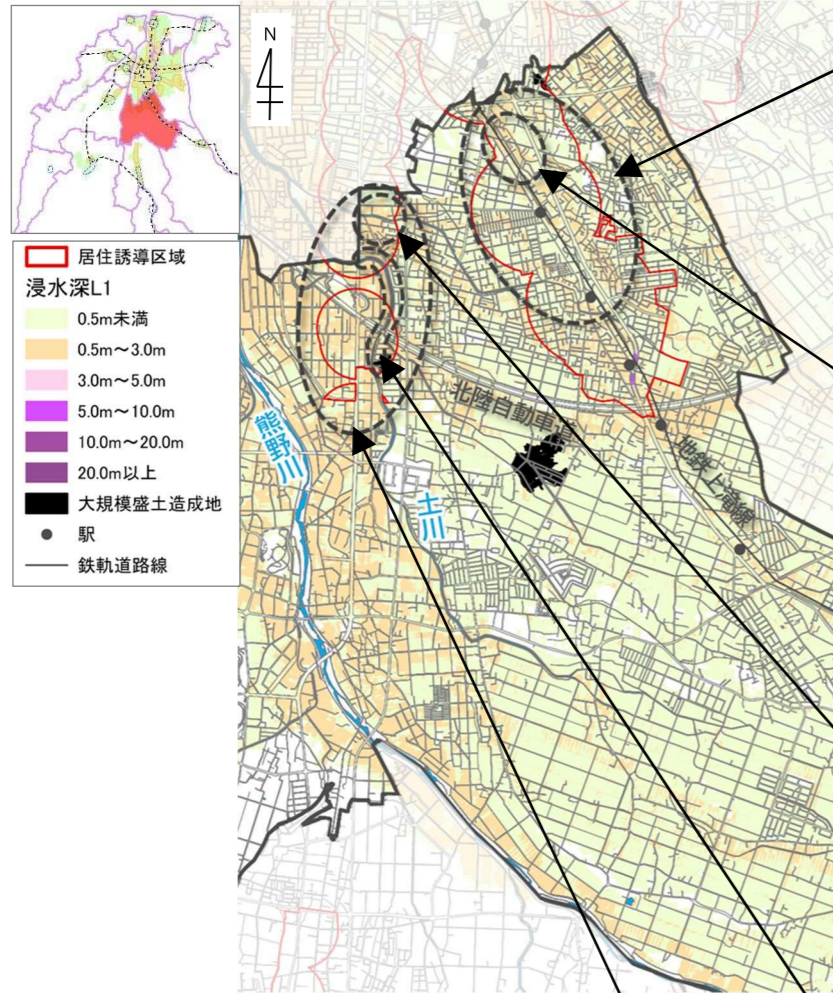 N
居住誘導区域
浸水深L1
0.5m未満
0.5m～3.0m
3.0m～5.0m
5.0m～10.0m
10.0m～20.0m
20.0m以上
大規模盛土造成地
駅
鉄軌道路線
北陸自動車道
地鉄上滝線
熊野川
土川